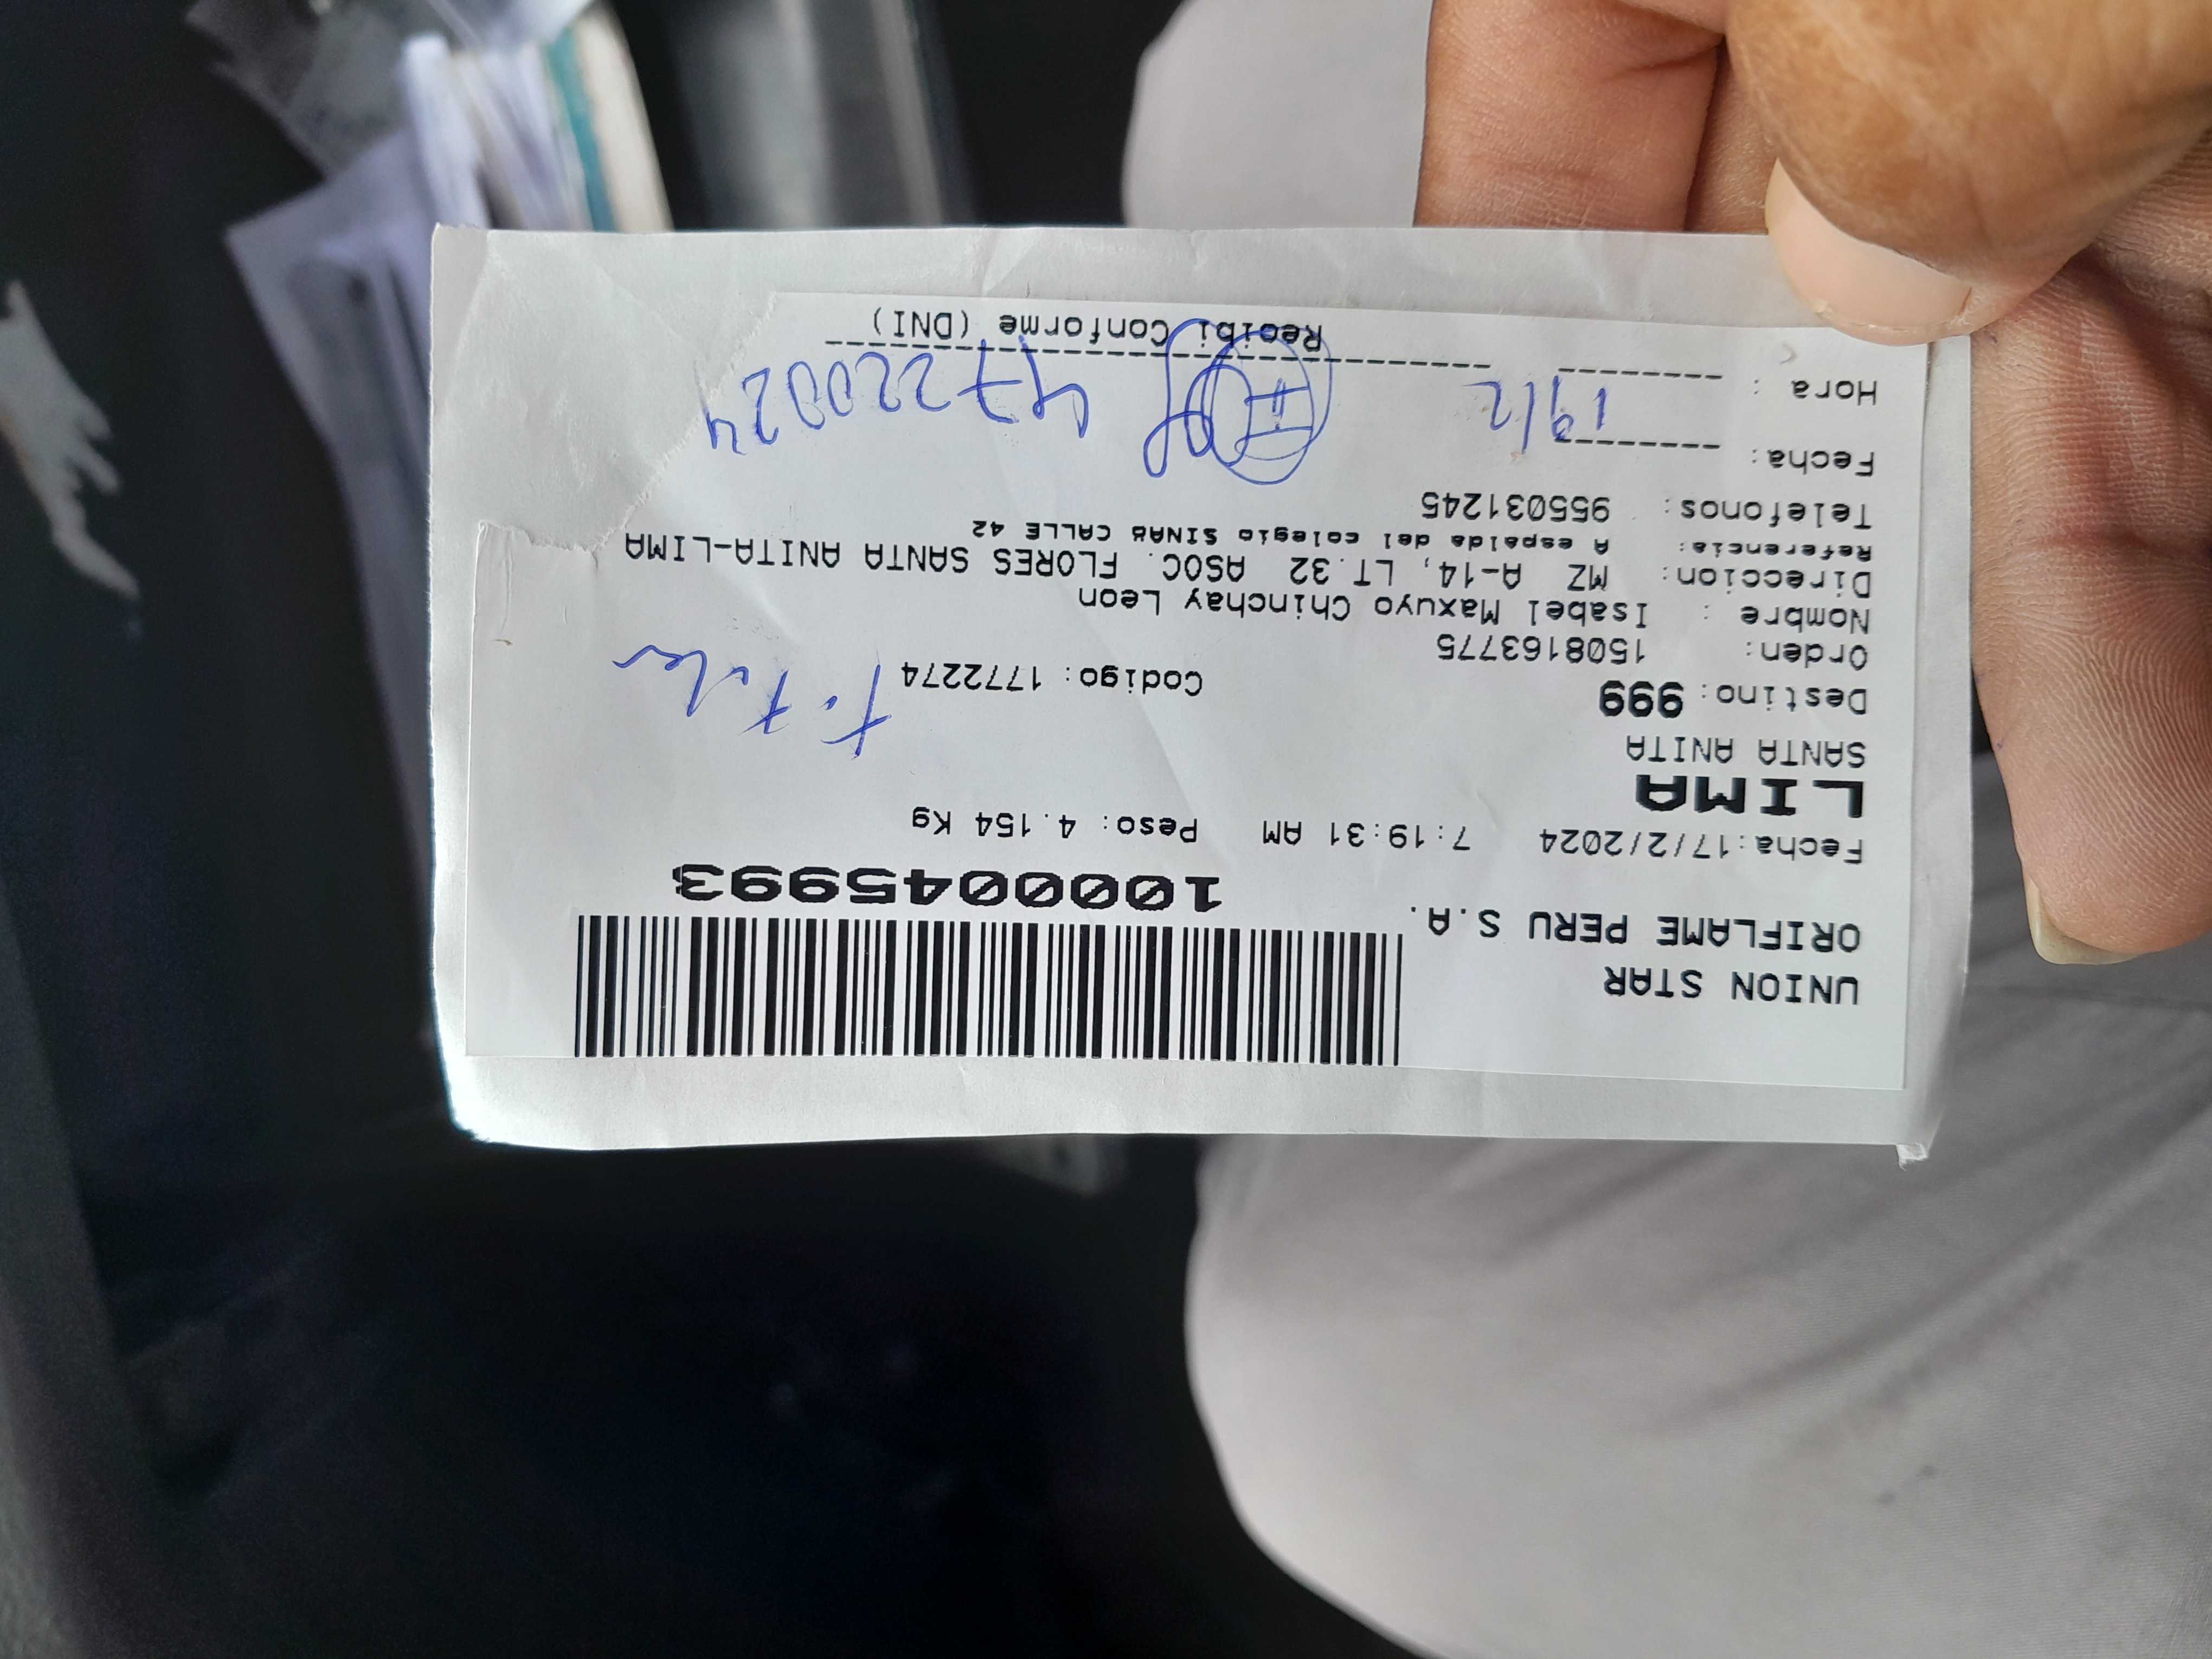 UNION STAR
ORIFLAME PERU S.A.
1000045993
Fecha:17/2/2024 7:19:31 AM Peso: 4.154 Kg
LIMA
SANTA ANITA
Destino: 999
Orden: 1508163775 Codigo: 1772274
Nombre : Isabel Maxuyo Chinchay Leon
Direccion: MZ A-14, LT.32 ASOC. FLORES SANTA ANITA-LIMA
Referencia: A espalda del colegio CALLE 42
Telefonos: 955031245
Fecha: 19/2
47220024
Hora :
Recibi Conforme (DNI)